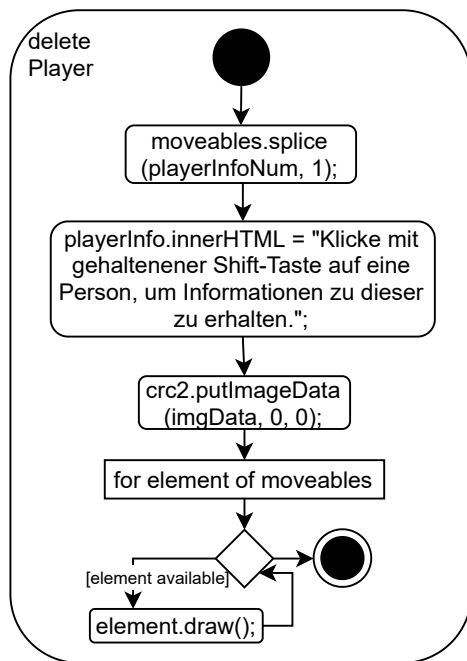 delete
Player
moveables.splice
(playerInfoNum, 1);
playerInfo.innerHTML = "Klicke mit
gehaltenener Shift-Taste auf eine
Person, um Informationen zu dieser
zu erhalten.";
crc2.putImageData
(imgData, 0, 0);
for element of moveables
[element available]
element.draw();